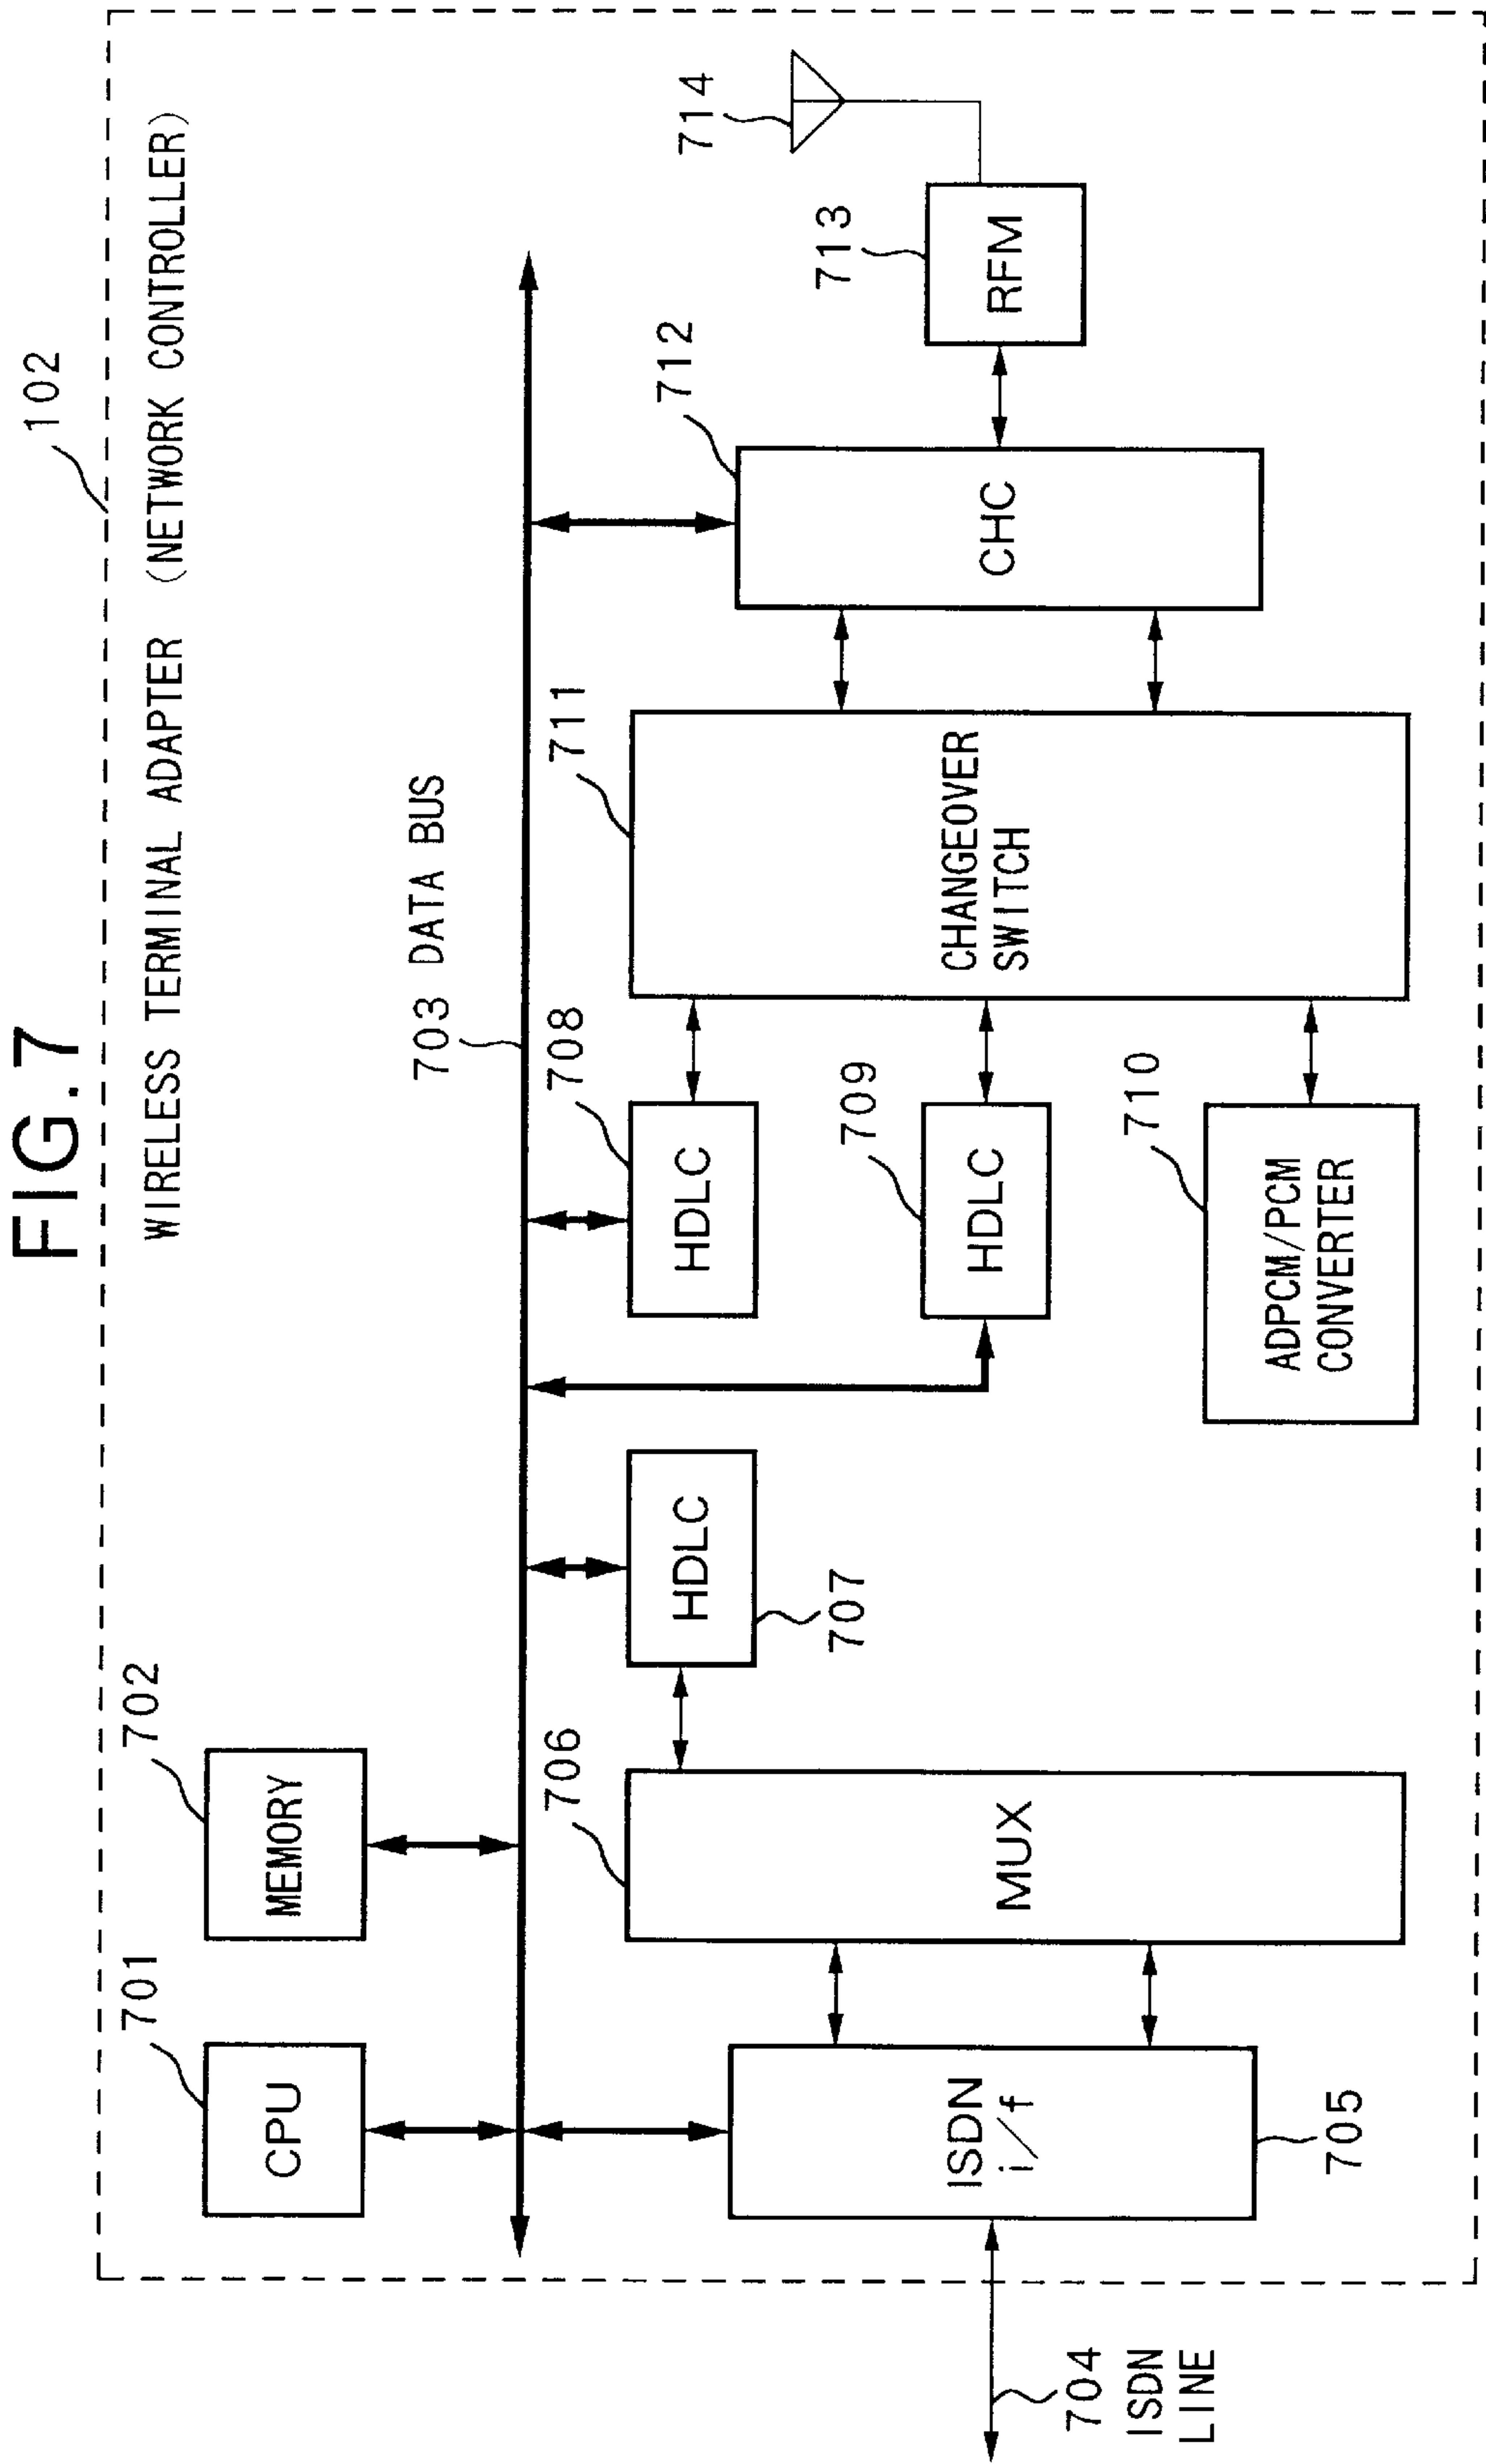 FIG.7
102
WIRELESS TERMINAL ADAPTER (NETWORK CONTROLLER)
701
CPU
702
MEMORY
703 DATA BUS
704
ISDN
LINE
ISDN
i/f
705
706
MUX
HDLC
707
708
HDLC
709
HDLC
710
ADPCM/PCM
CONVERTER
711
CHANGEOVER
SWITCH
712
CHC
713
RFM
714